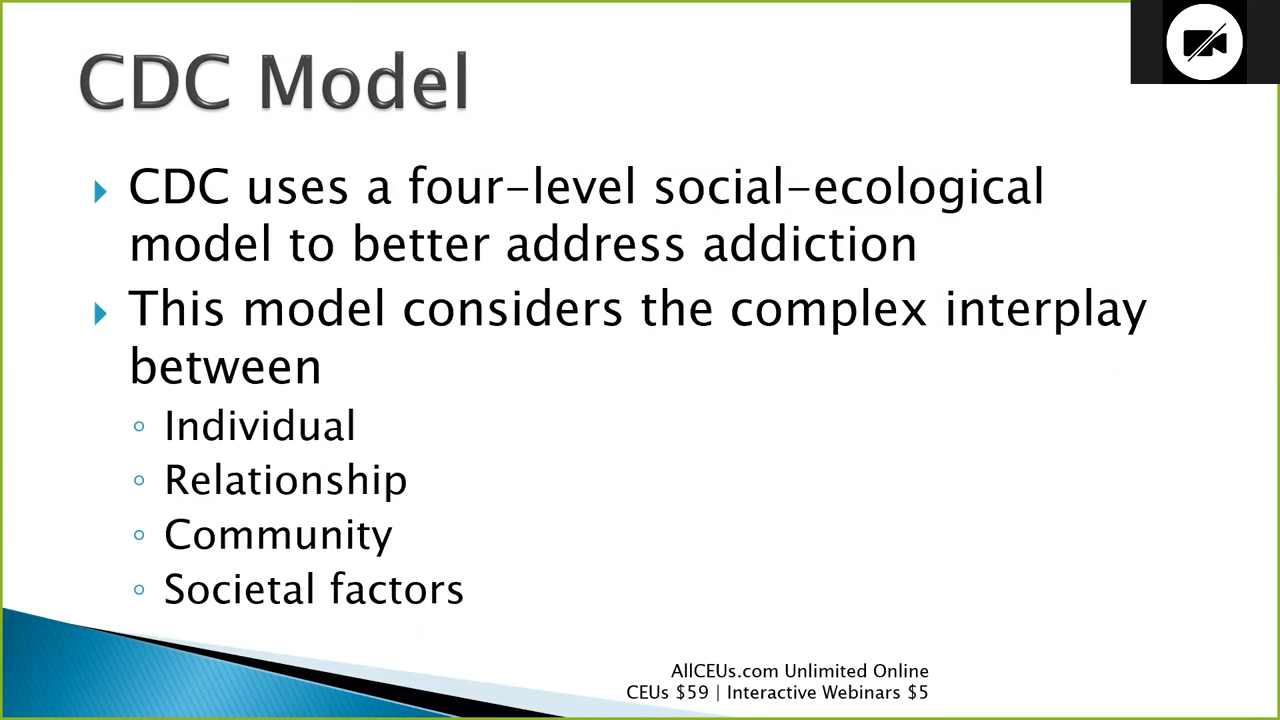 CDC Model
CDC uses a four-level social-ecological
model to better address addiction
This model considers the complex interplay
between
Individual
Relationship
Community
Societal factors
AllCEUs.com Unlimited Online
CEUs $59 | Interactive Webinars $5